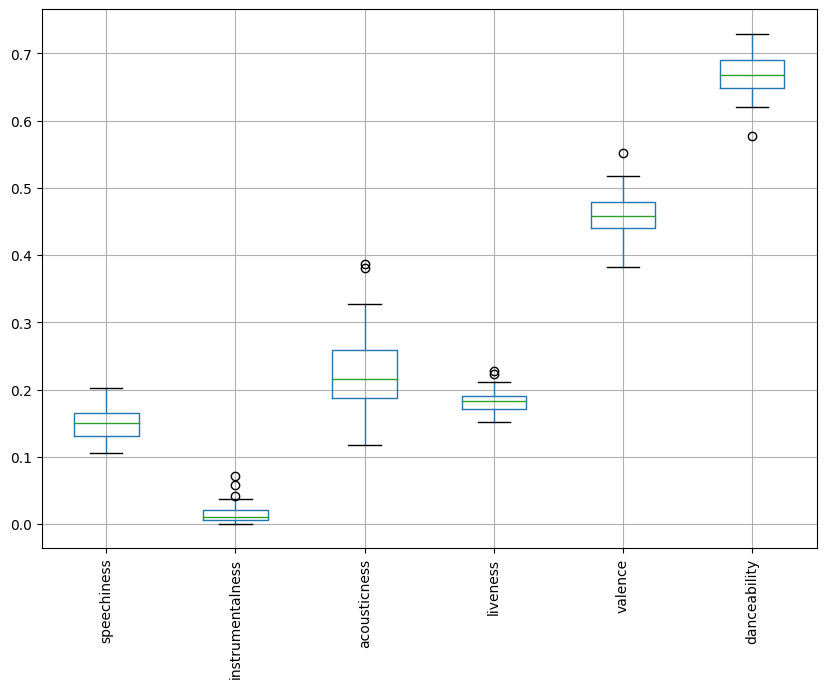 0.7
0.6
0.5
0.4
0.3
0.2
0.1
0.0
speechiness
instrumentalness
acousticness
liveness
valence
danceability